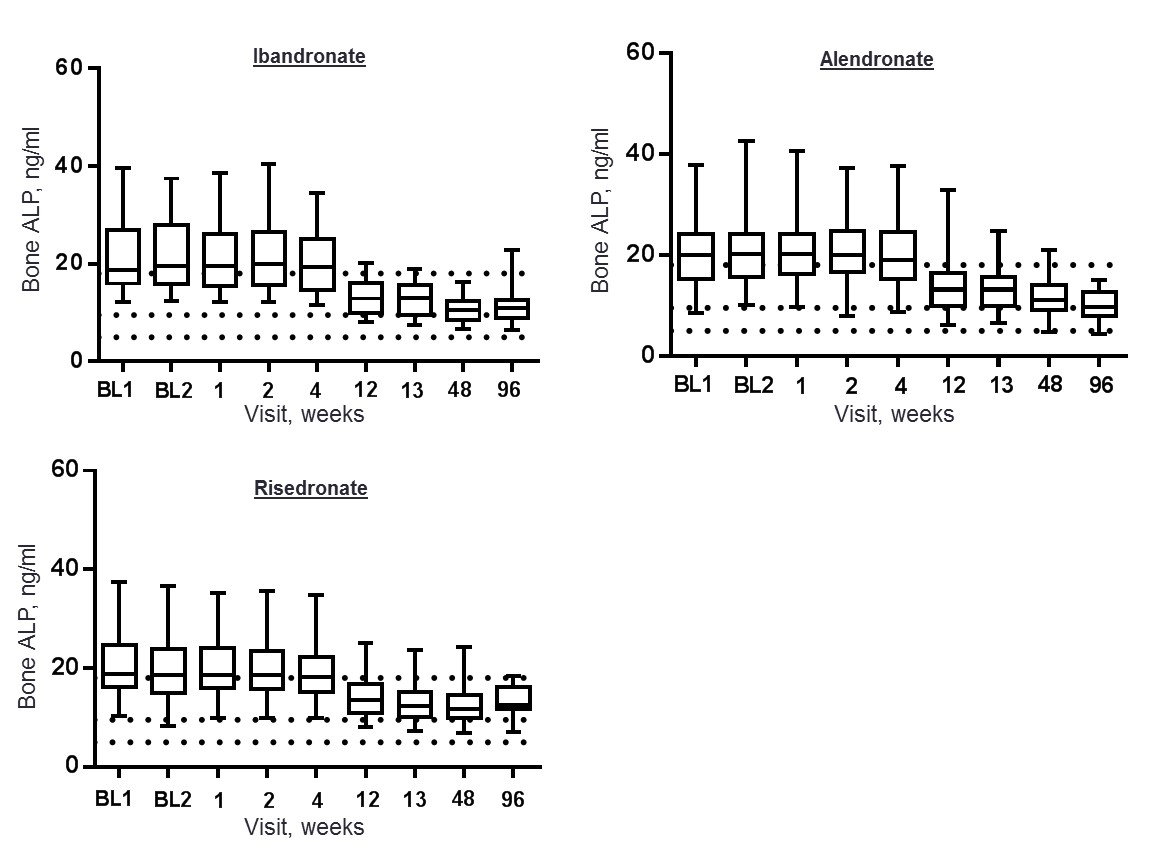 Ibandronate
60
40
20
0
Bone ALP, ng/ml
BL1 BL2 1 2 4 12 13 48 96
Visit, weeks
Alendronate
60
40
20
0
Bone ALP, ng/ml
BL1 BL2 1 2 4 12 13 48 96
Visit, weeks
Risedronate
60
40
20
0
Bone ALP, ng/ml
BL1 BL2 1 2 4 12 13 48 96
Visit, weeks